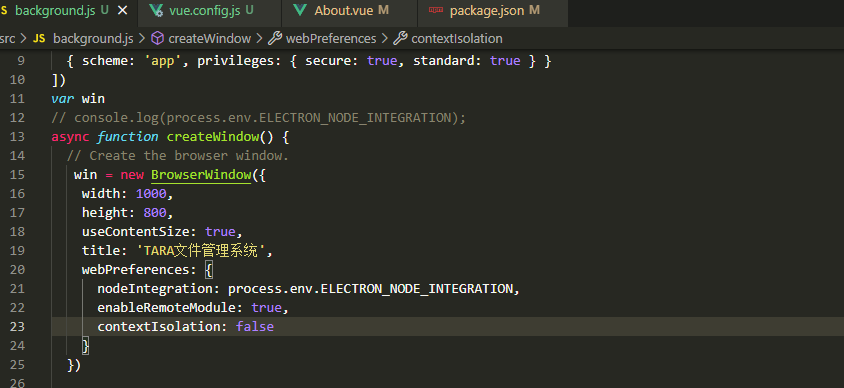 JS background.js U × vue.config.js U About.vue M package.json M
src > JS background.js > createWindow > webPreferences > contextIsolation
9 { scheme: 'app', privileges: { secure: true, standard: true } }
10 ])
11 var win
12 // console.log(process.env.ELECTRON_NODE_INTEGRATION);
13 async function createWindow() {
14 // Create the browser window.
15 win = new BrowserWindow({
16 width: 1000,
17 height: 800,
18 useContentSize: true,
19 title: 'TARA文件管理系统',
20 webPreferences: {
21 nodeIntegration: process.env.ELECTRON_NODE_INTEGRATION,
22 enableRemoteModule: true,
23 contextIsolation: false
24 }
25 })
26